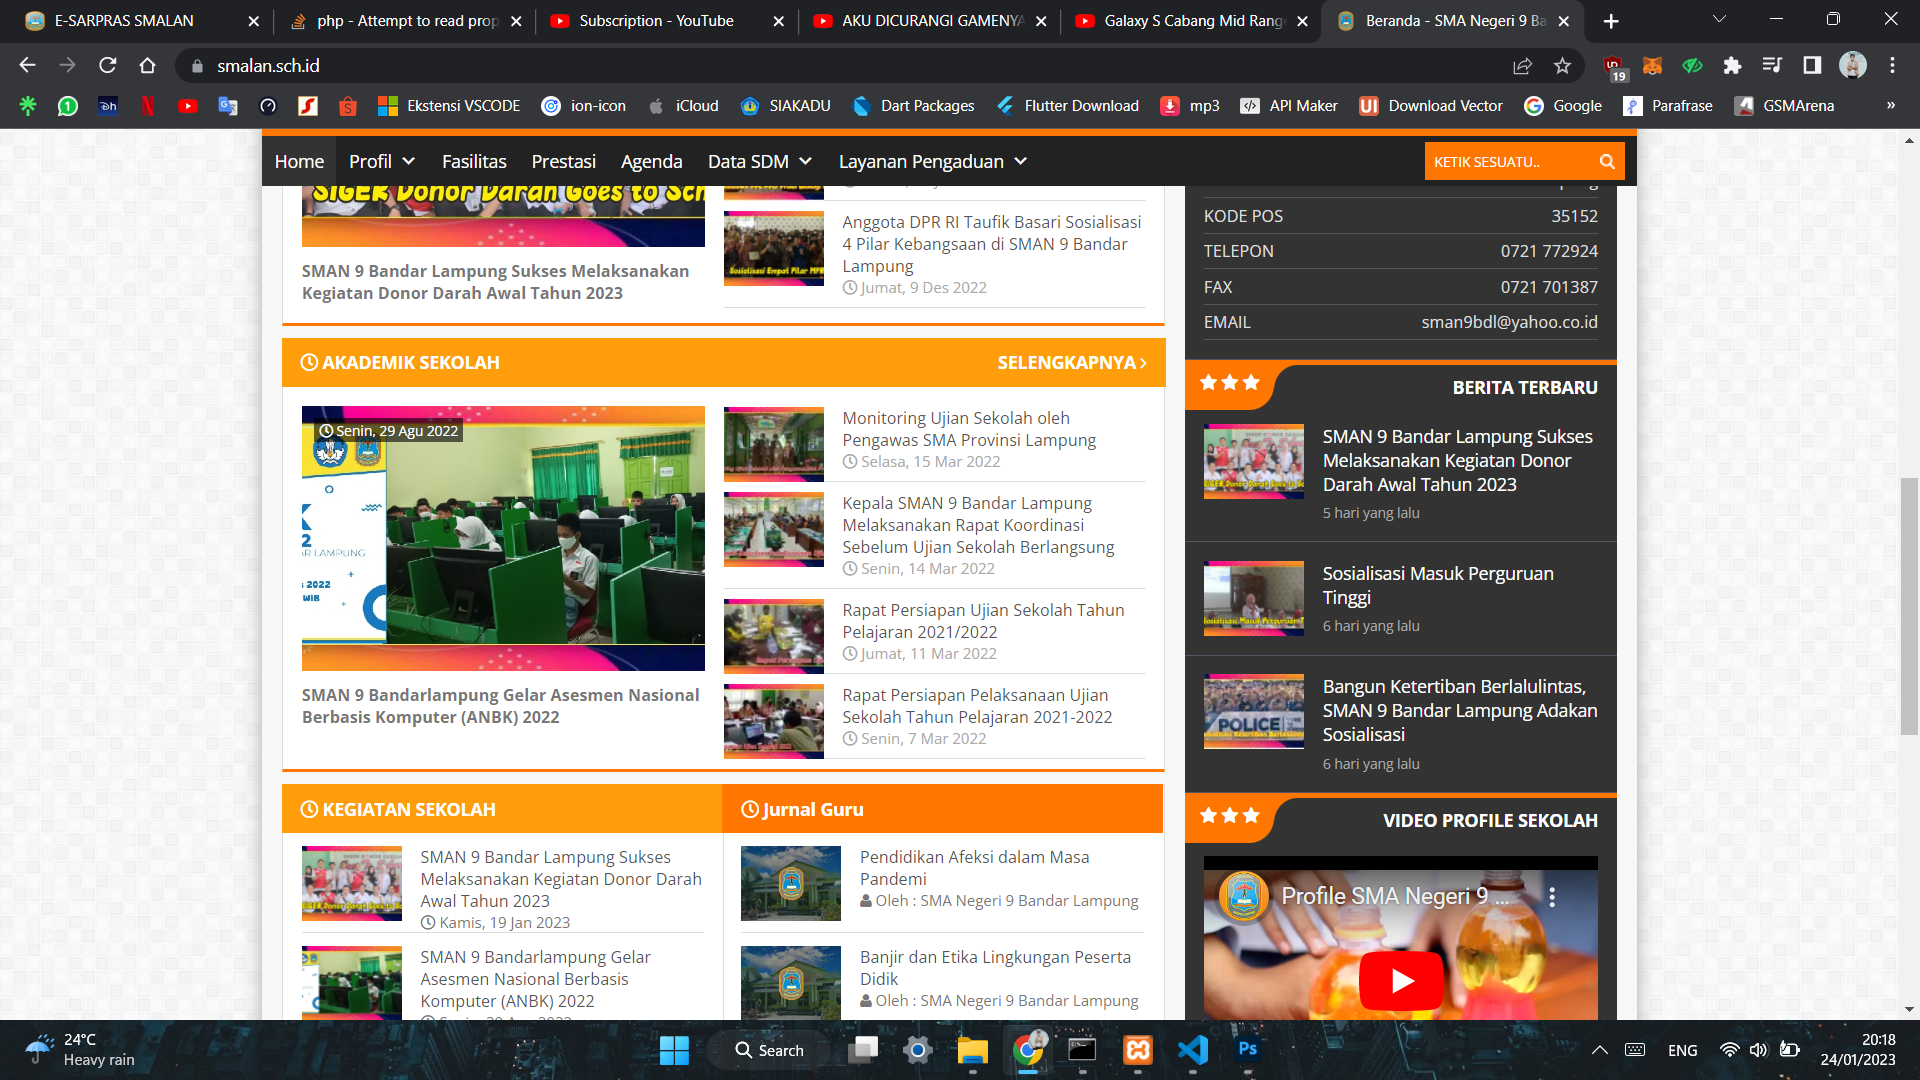 E-SARPRAS SMALAN
php - Attempt to read prop
Subscription - YouTube
AKU DICURANGI GAMENYA
Galaxy S Cabang Mid Rang
Beranda - SMA Negeri 9 Ba
smalan.sch.id
19
Ekstensi VSCODE
ion-icon
iCloud
SIAKADU
Dart Packages
Flutter Download
mp3
API Maker
Download Vector
Google
Parafrase
GSMArena
»
Home
Profil
Fasilitas
Prestasi
Agenda
Data SDM
Layanan Pengaduan
KETIK SESUATU..
SIGER Donor Darah Goes to Sch
SMAN 9 Bandar Lampung Sukses Melaksanakan
Kegiatan Donor Darah Awal Tahun 2023
Anggota DPR RI Taufik Basari Sosialisasi
4 Pilar Kebangsaan di SMAN 9 Bandar
Lampung
Jumat, 9 Des 2022
KODE POS 35152
TELEPON 0721 772924
FAX 0721 701387
EMAIL sman9bdl@yahoo.co.id
AKADEMIK SEKOLAH
SELENGKAPNYA
Senin, 29 Agu 2022
AR LAMPUNG
2022
WIB
SMAN 9 Bandarlampung Gelar Asesmen Nasional
Berbasis Komputer (ANBK) 2022
Monitoring Ujian Sekolah oleh
Pengawas SMA Provinsi Lampung
Selasa, 15 Mar 2022
Kepala SMAN 9 Bandar Lampung
Melaksanakan Rapat Koordinasi
Sebelum Ujian Sekolah Berlangsung
Senin, 14 Mar 2022
Rapat Persiapan Ujian Sekolah Tahun
Pelajaran 2021/2022
Jumat, 11 Mar 2022
Rapat Persiapan Pelaksanaan Ujian
Sekolah Tahun Pelajaran 2021-2022
Senin, 7 Mar 2022
BERITA TERBARU
SMAN 9 Bandar Lampung Sukses
Melaksanakan Kegiatan Donor
Darah Awal Tahun 2023
5 hari yang lalu
Sosialisasi Masuk Perguruan
Tinggi
6 hari yang lalu
POLICE
Bangun Ketertiban Berlalulintas,
SMAN 9 Bandar Lampung Adakan
Sosialisasi
6 hari yang lalu
KEGIATAN SEKOLAH
SMAN 9 Bandar Lampung Sukses
Melaksanakan Kegiatan Donor Darah
Awal Tahun 2023
Kamis, 19 Jan 2023
SMAN 9 Bandarlampung Gelar
Asesmen Nasional Berbasis
Komputer (ANBK) 2022
Jurnal Guru
Pendidikan Afeksi dalam Masa
Pandemi
Oleh : SMA Negeri 9 Bandar Lampung
Banjir dan Etika Lingkungan Peserta
Didik
Oleh : SMA Negeri 9 Bandar Lampung
VIDEO PROFILE SEKOLAH
Profile SMA Negeri 9 ...
24°C
Heavy rain
Search
Ps
ENG
20:18
24/01/2023